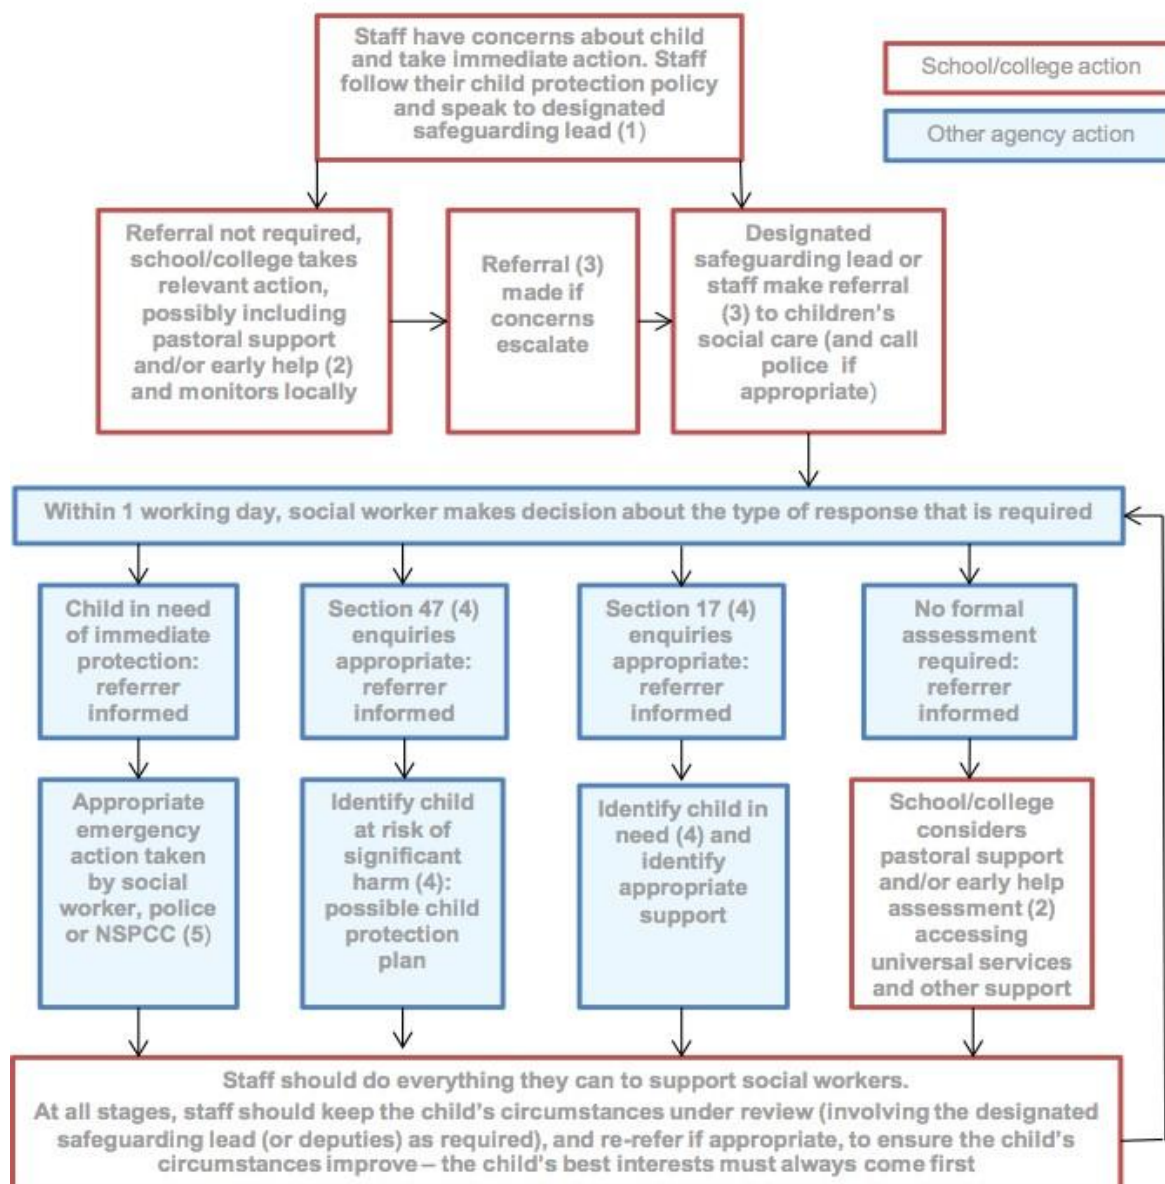 Staff have concerns about child
and take immediate action. Staff
follow their child protection policy
and speak to designated
safeguarding lead (1)
School/college action
Other agency action
Referral not required,
school/college takes
relevant action,
possibly including
pastoral support
and/or early help (2)
and monitors locally
Referral (3)
made if
concerns
escalate
Designated
safeguarding lead or
staff make referral
(3) to children's
social care (and call
police if
appropriate)
Within 1 working day, social worker makes decision about the type of response that is required
Child in need
of immediate
protection:
referrer
informed
Section 47 (4)
enquiries
appropriate:
referrer
informed
Section 17 (4)
enquiries
appropriate:
referrer
informed
No formal
assessment
required:
referrer
informed
Appropriate
emergency
action taken
by social
worker, police
or NSPCC (5)
Identify child
at risk of
significant
harm (4):
possible child
protection
plan
Identify child in
need (4) and
identify
appropriate
support
School/college
considers
pastoral support
and/or early help
assessment (2)
accessing
universal services
and other support
Staff should do everything they can to support social workers.
At all stages, staff should keep the child's circumstances under review (involving the designated
safeguarding lead (or deputies) as required), and re-refer if appropriate, to ensure the child's
circumstances improve – the child's best interests must always come first